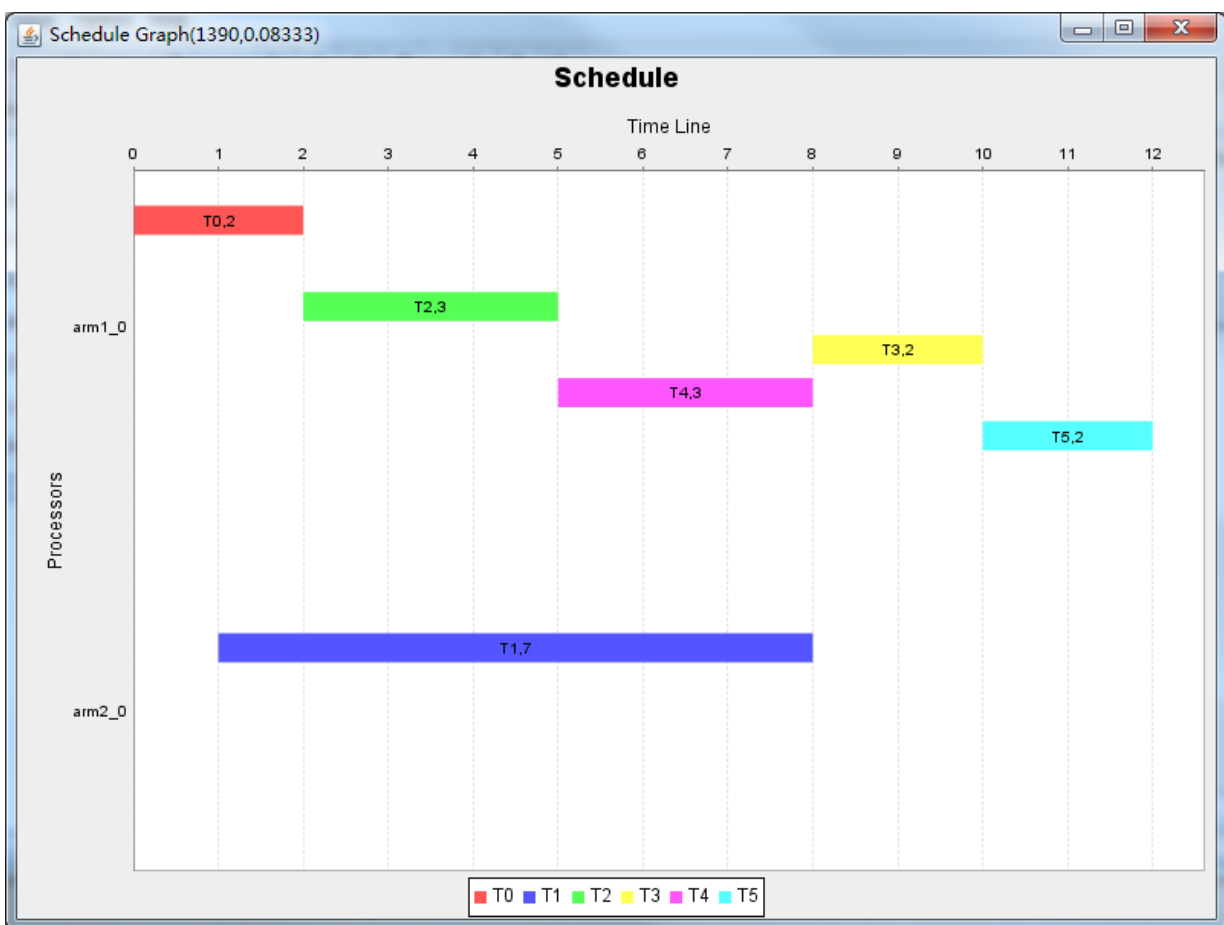 Schedule Graph(1390,0.08333)
Schedule
Time Line
0 1 2 3 4 5 6 7 8 9 10 11 12
T0,2
T2,3
arm1_0
T3,2
T4,3
T5,2
Processors
T1,7
arm2_0
T0 T1 T2 T3 T4 T5